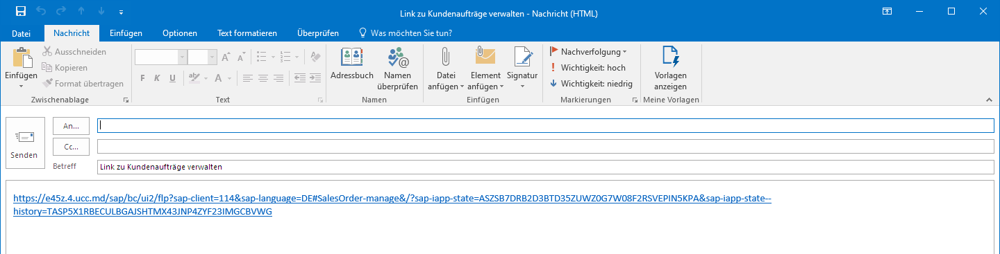 Link zu Kundenaufträge verwalten - Nachricht (HTML)
Datei Nachricht Einfügen Optionen Text formatieren Überprüfen Was möchten Sie tun?
Einfügen
Ausschneiden
Kopieren
Format übertragen
Zwischenablage
A A
F K U ab A
Text
Adressbuch
Namen
überprüfen
Namen
Datei
anfügen
Element
anfügen
Signatur
Einfügen
Nachverfolgung
Wichtigkeit: hoch
Wichtigkeit: niedrig
Markierungen
Vorlagen
anzeigen
Meine Vorlagen
Senden
An...
Cc...
Betreff Link zu Kundenaufträge verwalten
https://e45z.4.ucc.md/sap/bc/ui2/flp?sap-client=114&sap-language=DE#SalesOrder-manage&/?sap-iapp-state=ASZSB7DRB2D3BTD35ZUWZ0G7W08F2RSVEPIN5KPA&sap-iapp-state--
history=TASP5X1RBECULBGAJSHTMX43JNP4ZYF23IMGCBVWG